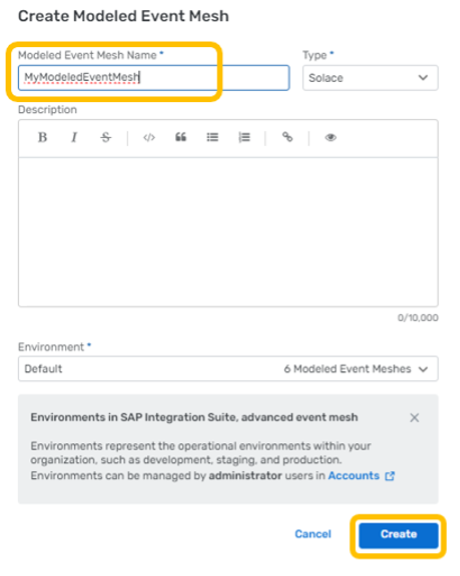 Create Modeled Event Mesh
Modeled Event Mesh Name * Type *
MyModeledEventMesh Solace
Description
B I S </> ❝
0/10,000
Environment *
Default 6 Modeled Event Meshes
Environments in SAP Integration Suite, advanced event mesh
Environments represent the operational environments within your
organization, such as development, staging, and production.
Environments can be managed by administrator users in Accounts
Cancel Create